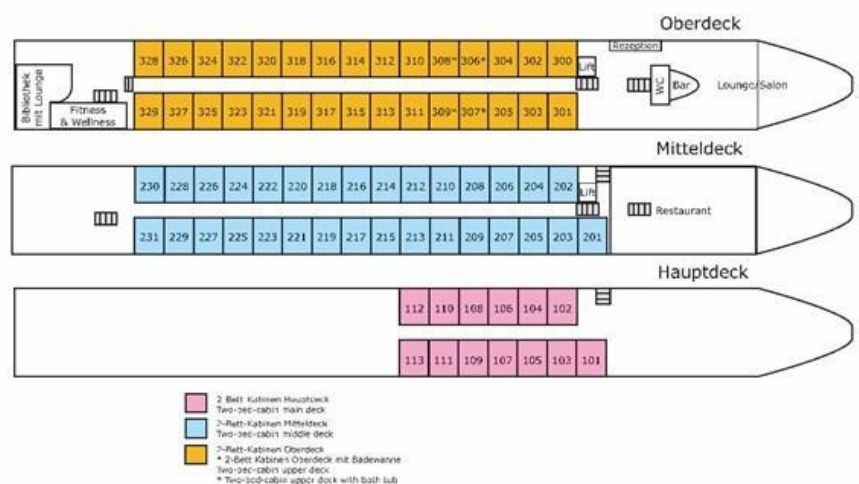 Oberdeck
Rezeption
328 326 324 322 320 318 316 314 312 310 308* 306* 304 302 300
Lift
WC
Bar
Lounge/Salon
Bibliothek
mit Lounge
Fitness
& Wellness
329 327 325 323 321 319 317 315 313 311 309* 307* 305 303 301
Mitteldeck
230 228 226 224 222 220 218 216 214 212 210 208 206 204 202
Lift
Restaurant
231 229 227 225 223 221 219 217 215 213 211 209 207 205 203 201
Hauptdeck
112 110 108 106 104 102
113 111 109 107 105 103 101
2 Bett Kabinen Hauptdeck
Two-bed-cabin main deck
2-Bett-Kabinen Mitteldeck
Two-bed-cabin middle deck
2-Bett-Kabinen Oberdeck
* 2-Bett Kabinen Oberdeck mit Badewanne
Two-bed-cabin upper deck
* Two-bed-cabin upper deck with bath tub